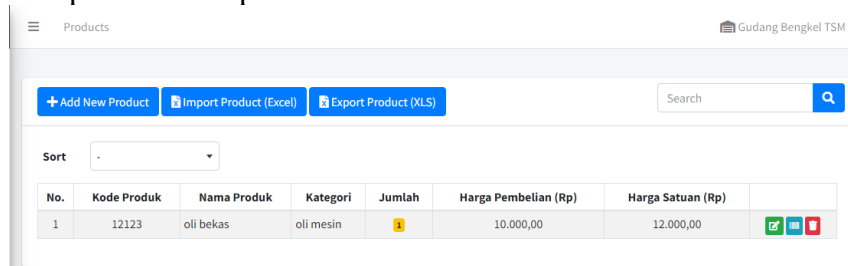 Products Gudang Bengkel TSM
Add New Product Import Product (Excel) Export Product (XLS) Search
Sort -
No. Kode Produk Nama Produk Kategori Jumlah Harga Pembelian (Rp) Harga Satuan (Rp)
1 12123 oli bekas oli mesin 1 10.000,00 12.000,00